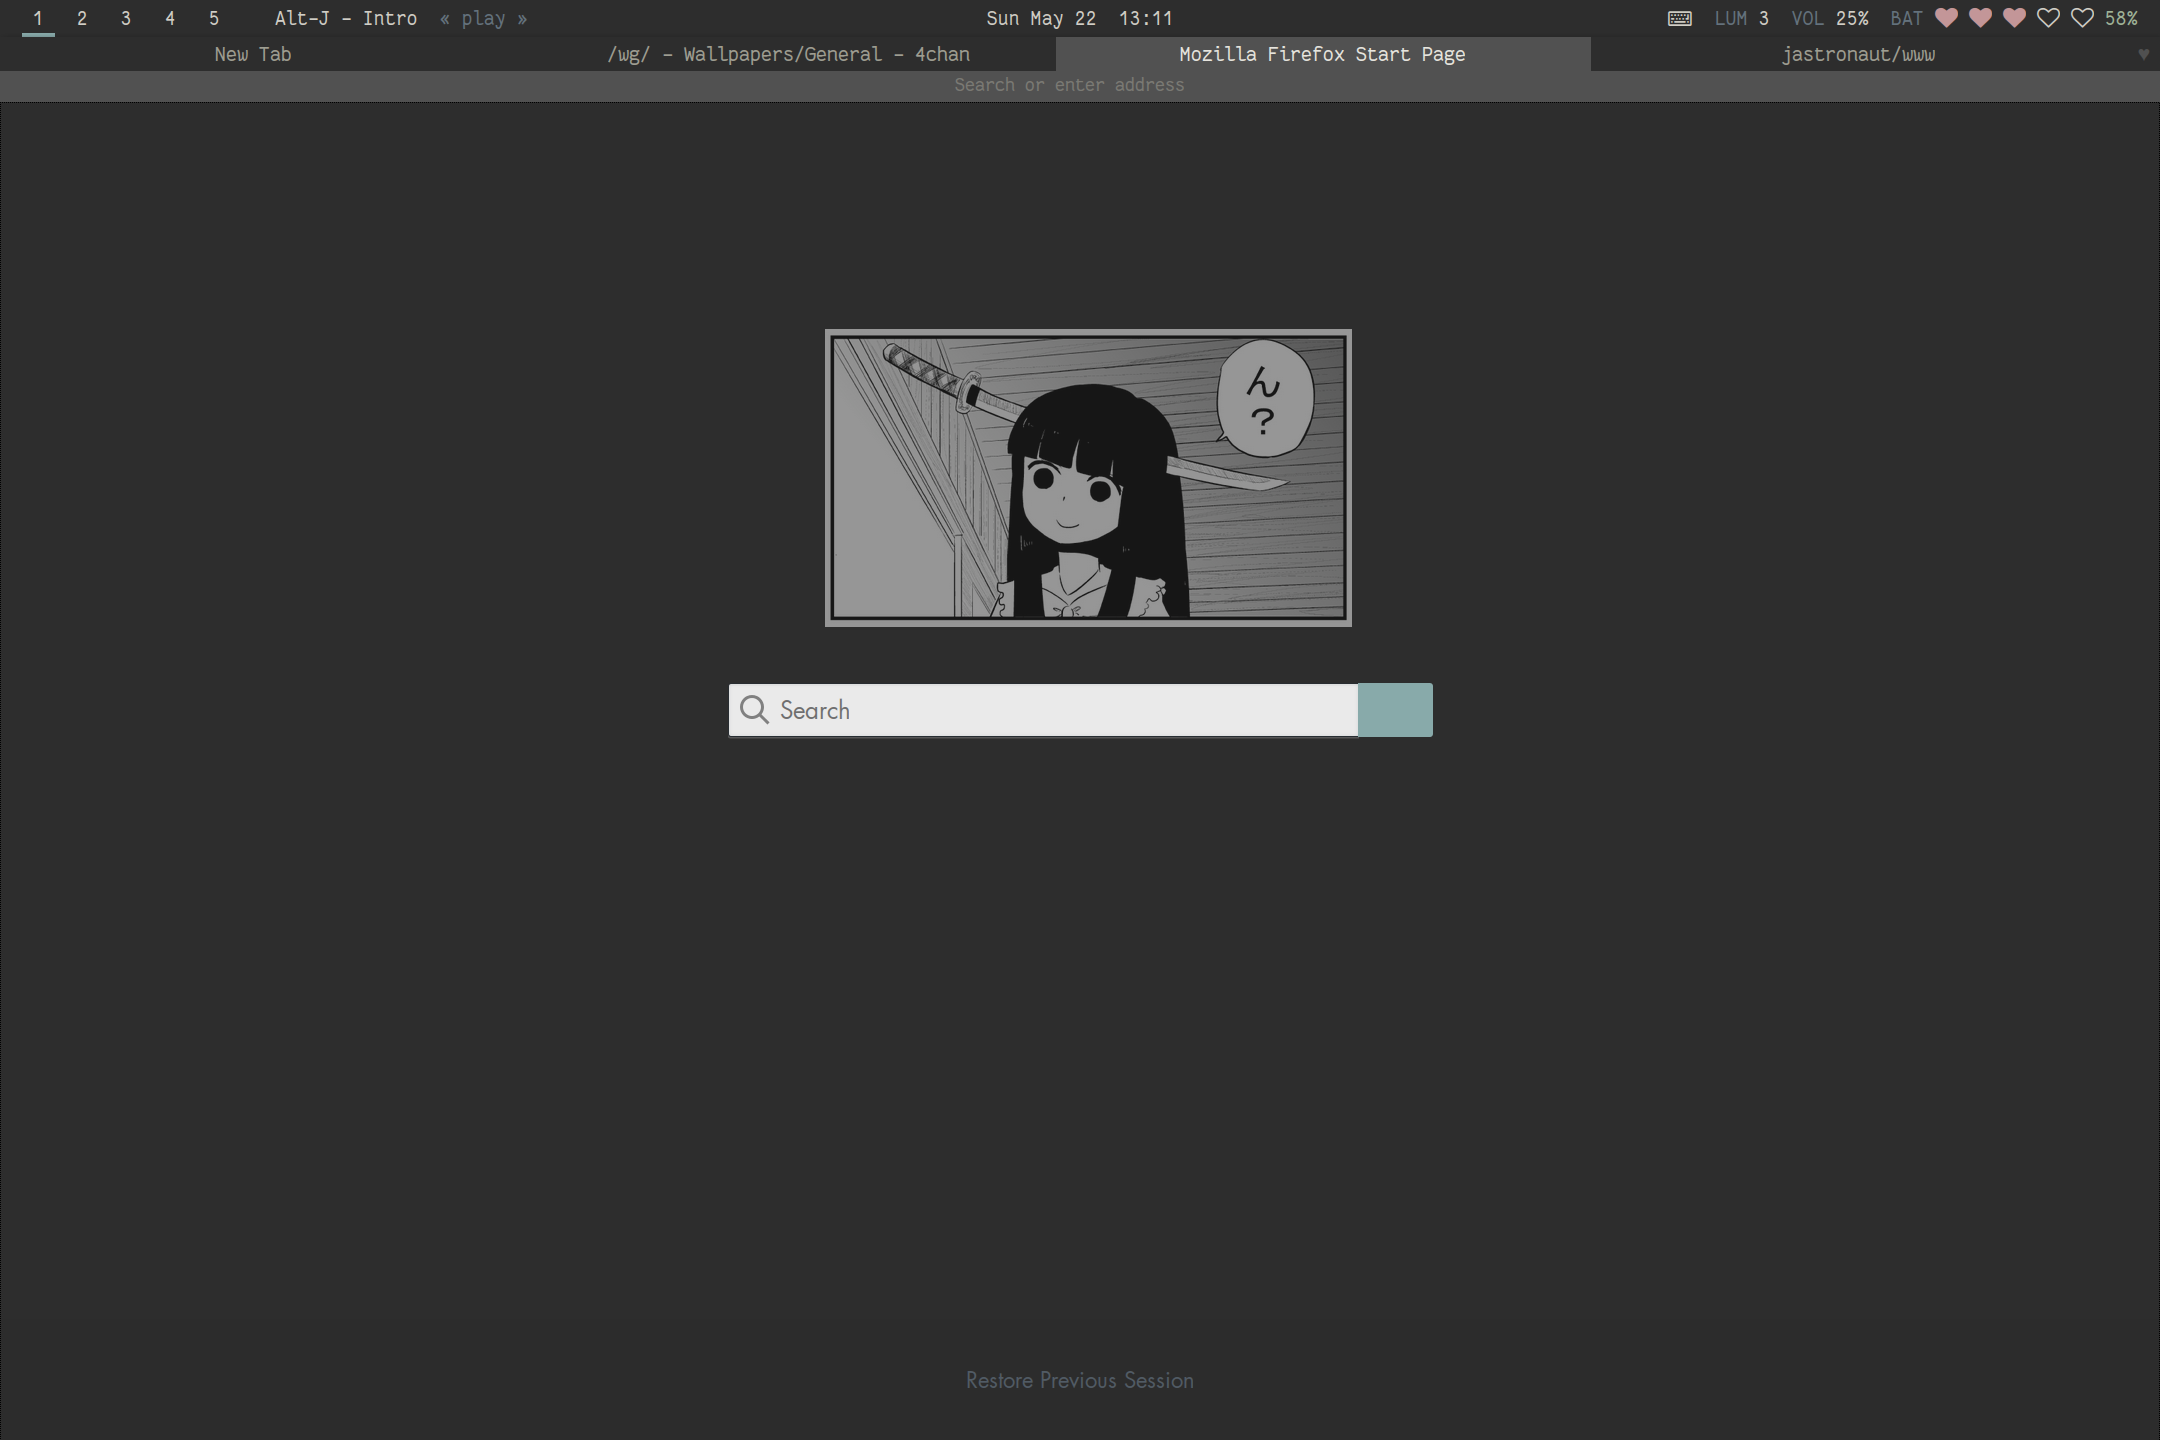 1 2 3 4 5 Alt-J - Intro « play » Sun May 22 13:11 LUM 3 VOL 25% BAT 58%
New Tab /wg/ - Wallpapers/General - 4chan Mozilla Firefox Start Page jastronaut/www
Search or enter address
ん
?
Search
Restore Previous Session